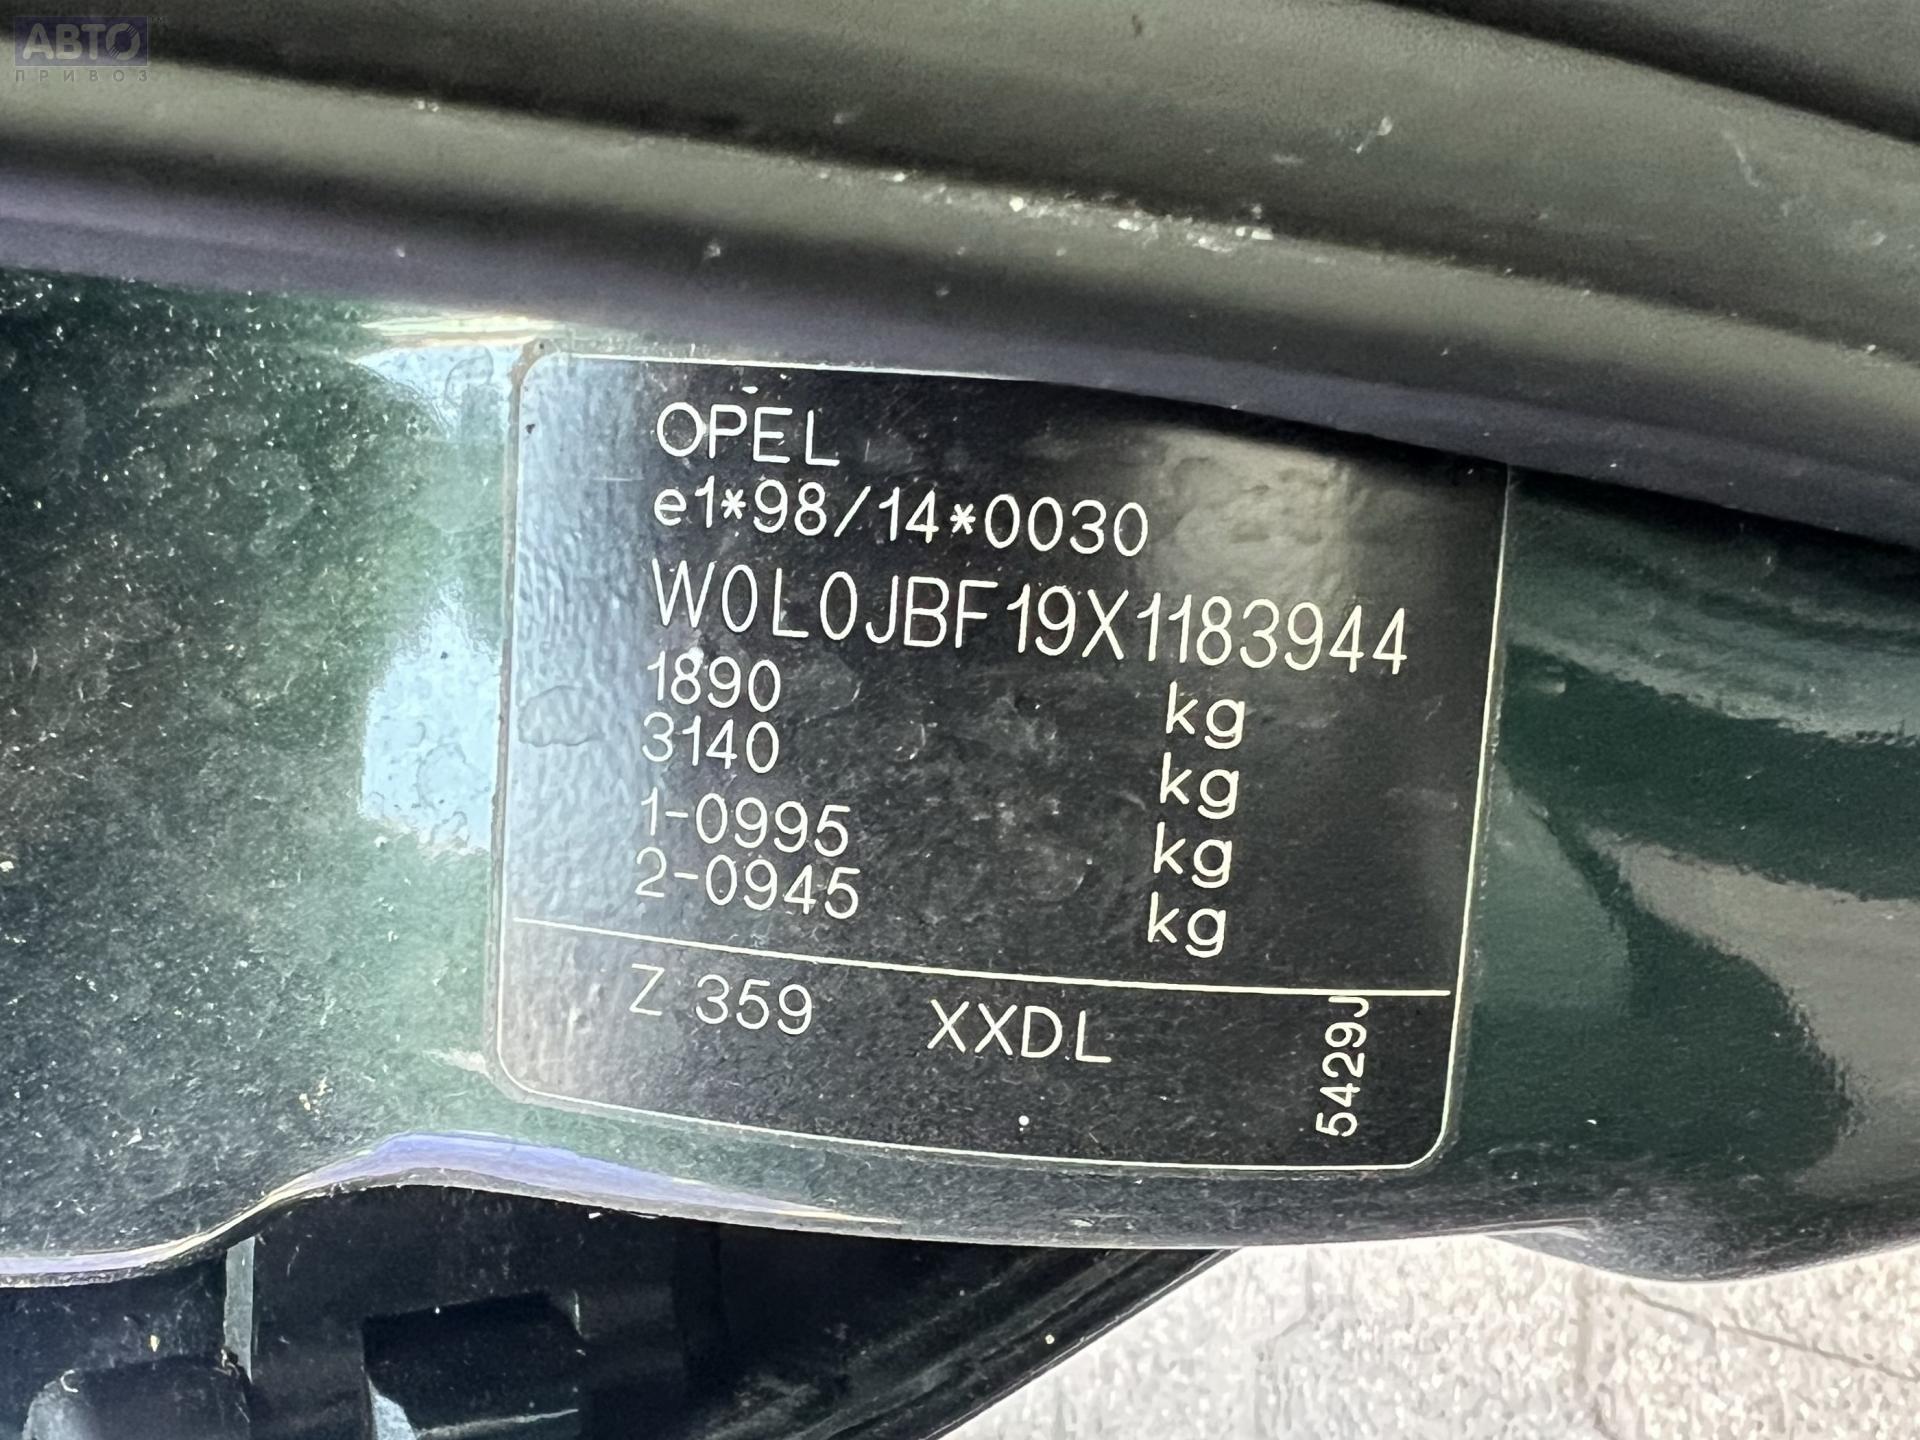 АВТО
ПРИВОЗ
OPEL
e1*98/14*0030
W0L0JBF19X1183944
1890 kg
3140 kg
1-0995 kg
2-0945 kg
Z 359 XXDL
5429J